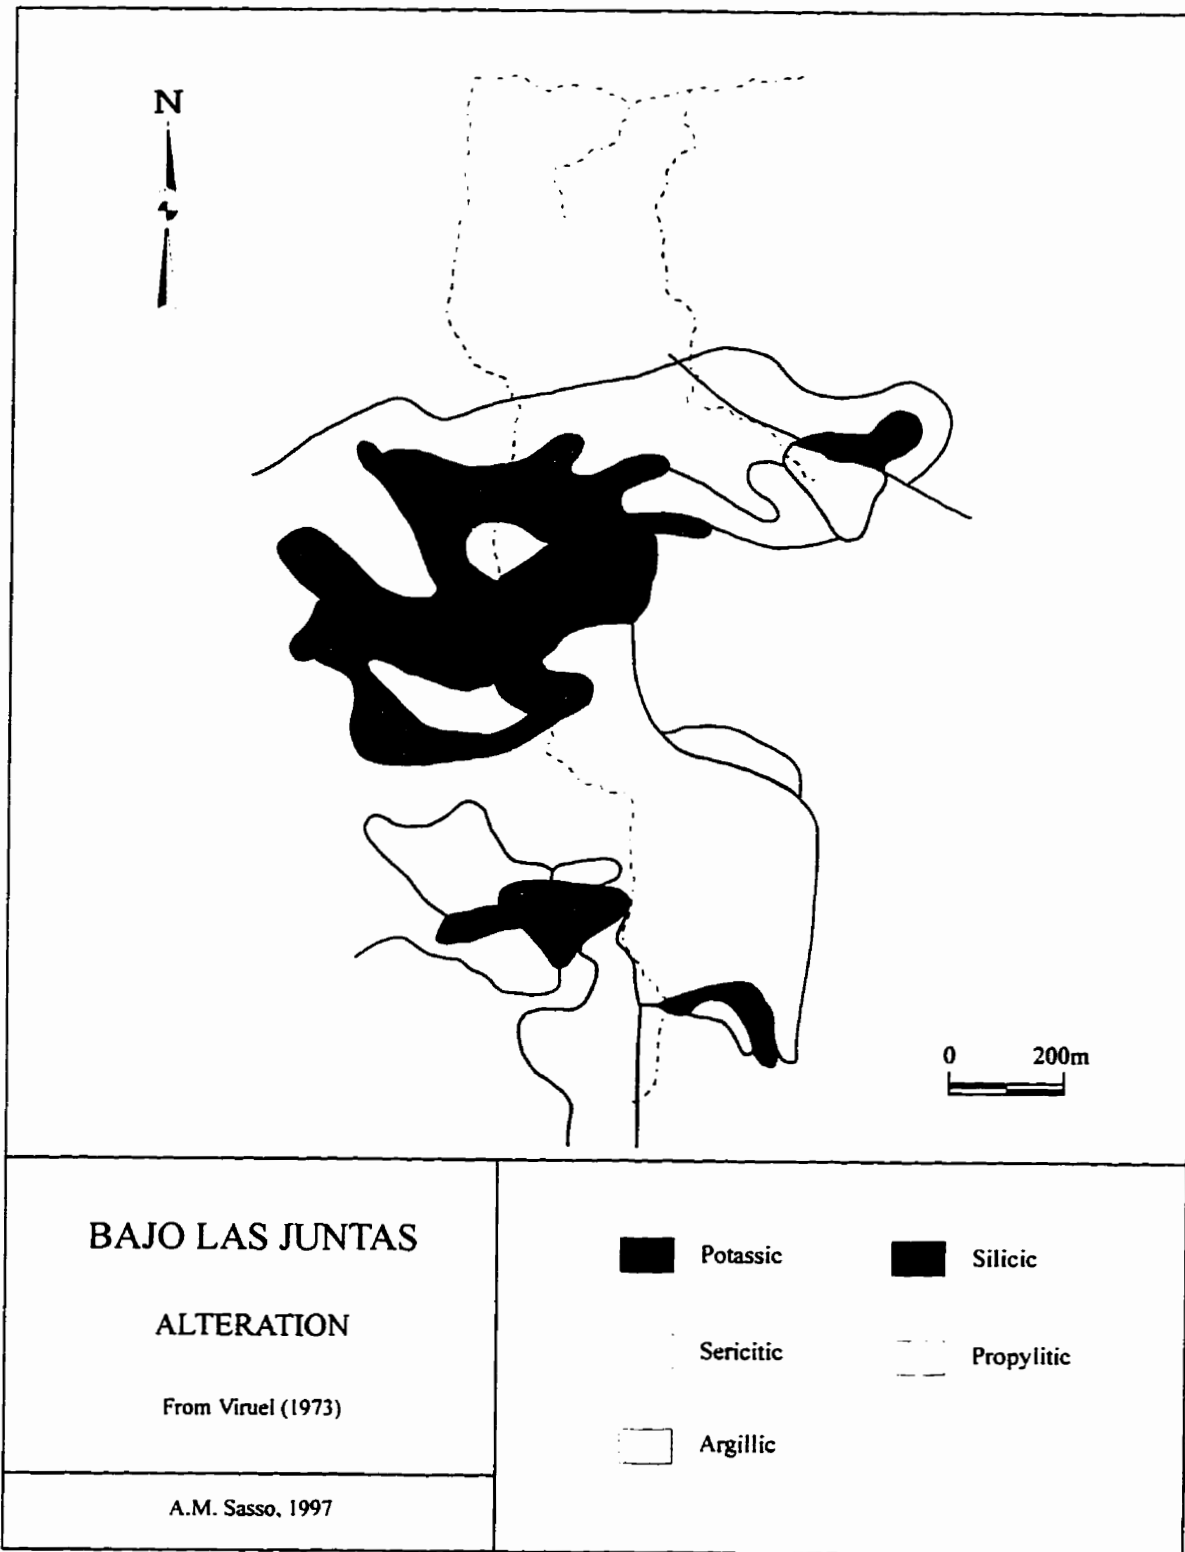 N
0 200m
BAJO LAS JUNTAS
ALTERATION
From Viruel (1973)
A.M. Sasso, 1997
Potassic
Silicic
Sericitic
Propylitic
Argillic